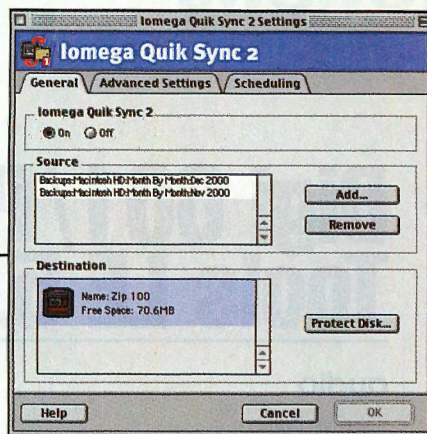 Iomega Quik Sync 2 Settings
Iomega Quik Sync 2
General Advanced Settings Scheduling
Iomega Quik Sync 2
On Off
Source
Backups:Macintosh HD:Month By Month:Dec 2000
Backups:Macintosh HD:Month By Month:Nov 2000
Add...
Remove
Destination
Name: Zip 100
Free Space: 70.6MB
Protect Disk...
Help Cancel OK